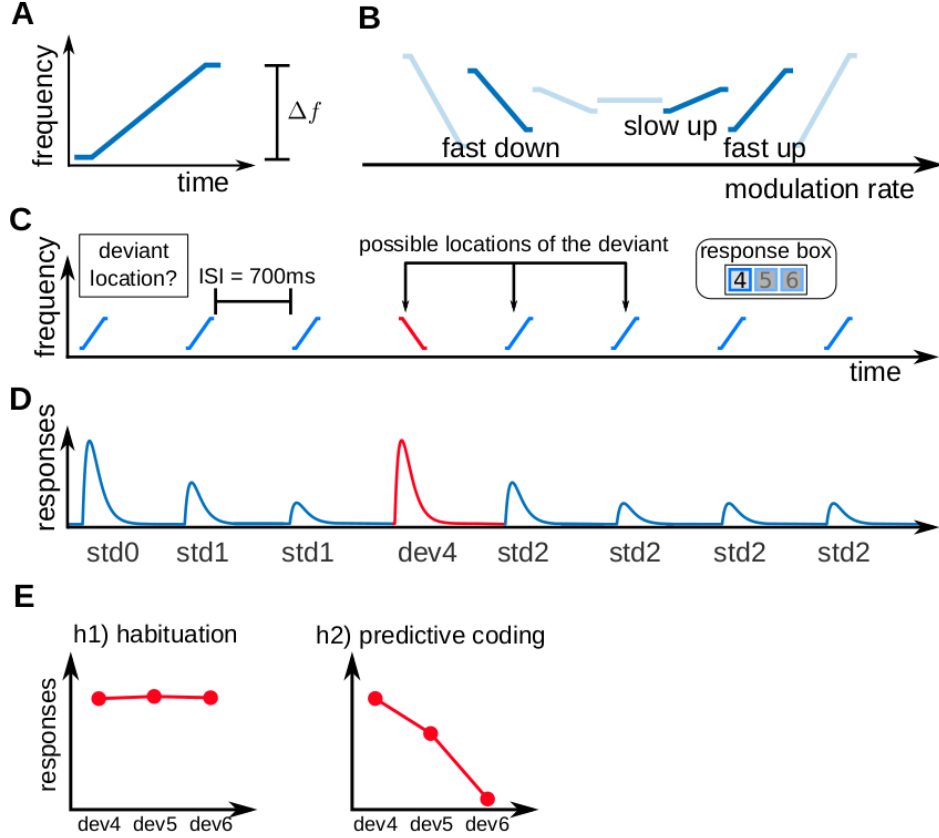 A
frequency
time
Δf
B
fast down
slow up
fast up
modulation rate
C
frequency
deviant
location?
ISI = 700ms
possible locations of the deviant
response box
4 5 6
time
D
responses
std0 std1 std1 dev4 std2 std2 std2 std2
E
h1) habituation
responses
dev4 dev5 dev6
h2) predictive coding
dev4 dev5 dev6